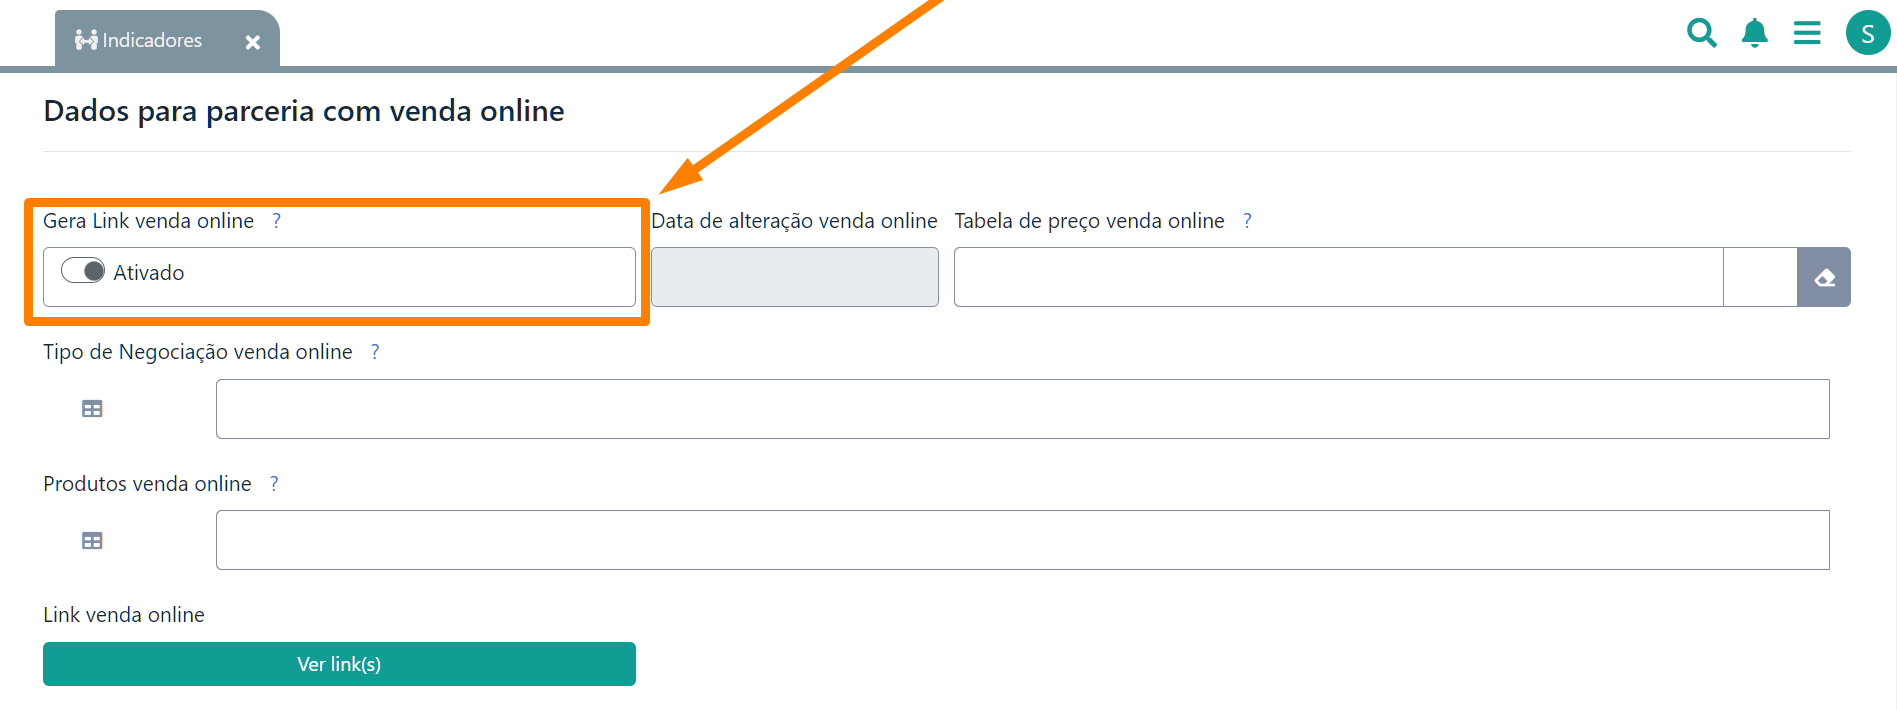 Indicadores
S
Dados para parceria com venda online
Gera Link venda online ?
Data de alteração venda online
Tabela de preço venda online ?
Ativado
Tipo de Negociação venda online ?
Produtos venda online ?
Link venda online
Ver link(s)